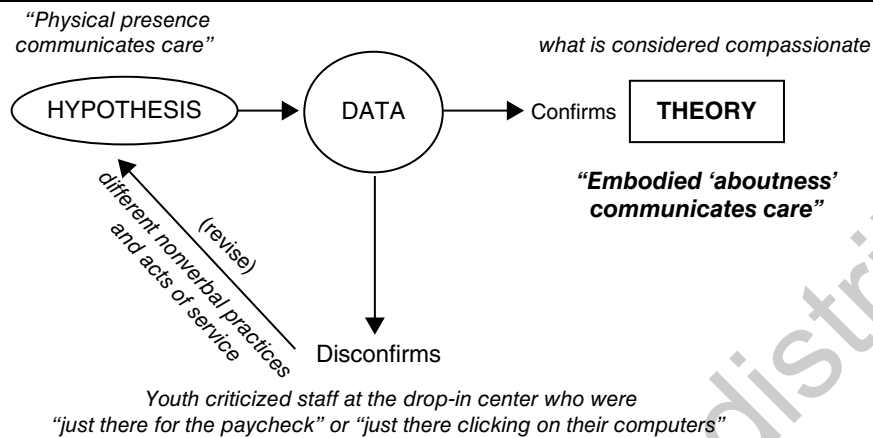 “Physical presence
communicates care”
what is considered compassionate
HYPOTHESIS
DATA
Confirms
THEORY
“Embodied ‘aboutness’
communicates care”
(revise)
different nonverbal practices
and acts of service
Disconfirms
Youth criticized staff at the drop-in center who were
“just there for the paycheck” or “just there clicking on their computers”